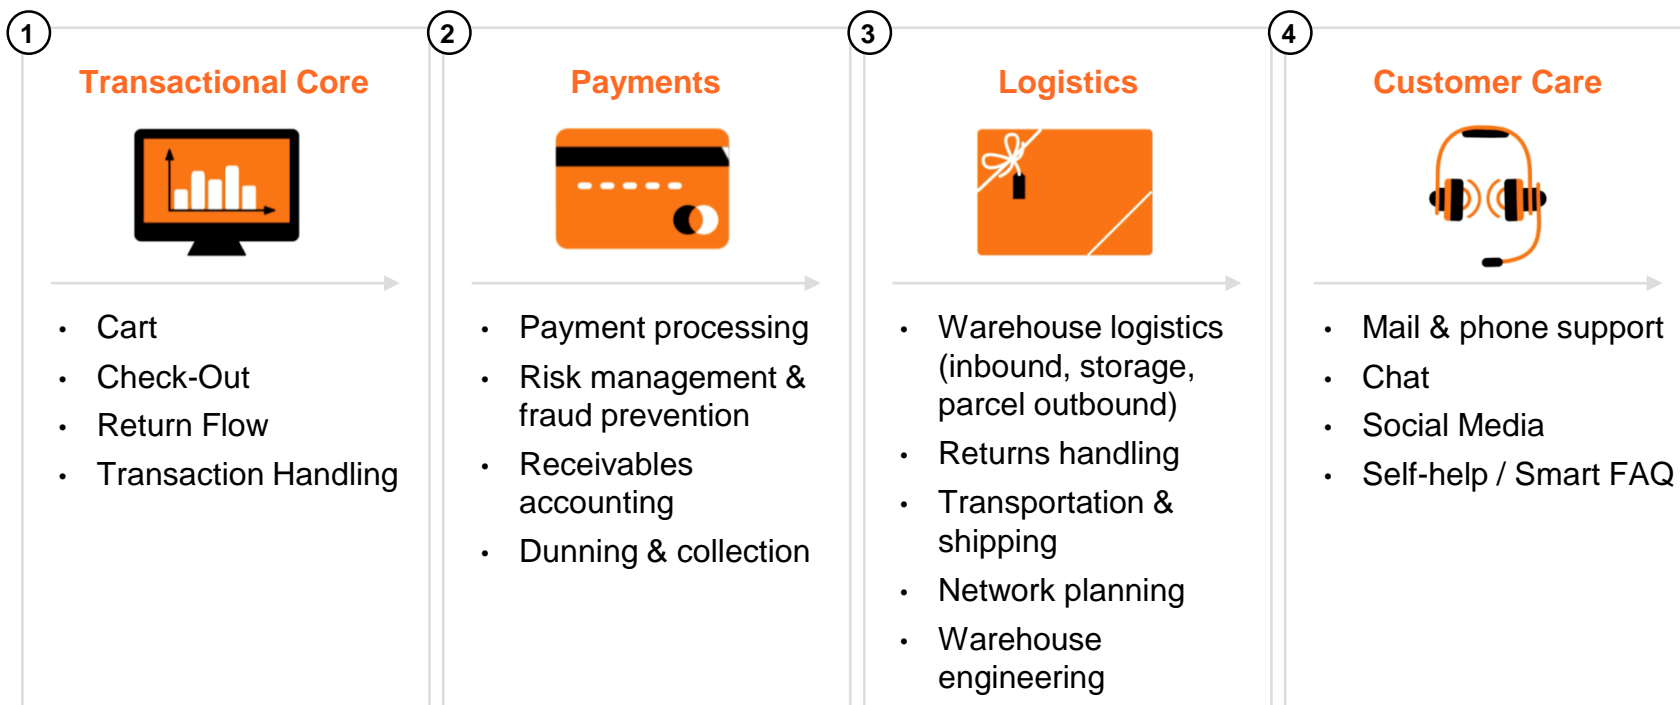 1
Transactional Core
• Cart
• Check-Out
• Return Flow
• Transaction Handling
2
Payments
• Payment processing
• Risk management &
fraud prevention
• Receivables
accounting
• Dunning & collection
3
Logistics
• Warehouse logistics
(inbound, storage,
parcel outbound)
• Returns handling
• Transportation &
shipping
• Network planning
• Warehouse
engineering
4
Customer Care
• Mail & phone support
• Chat
• Social Media
• Self-help / Smart FAQ